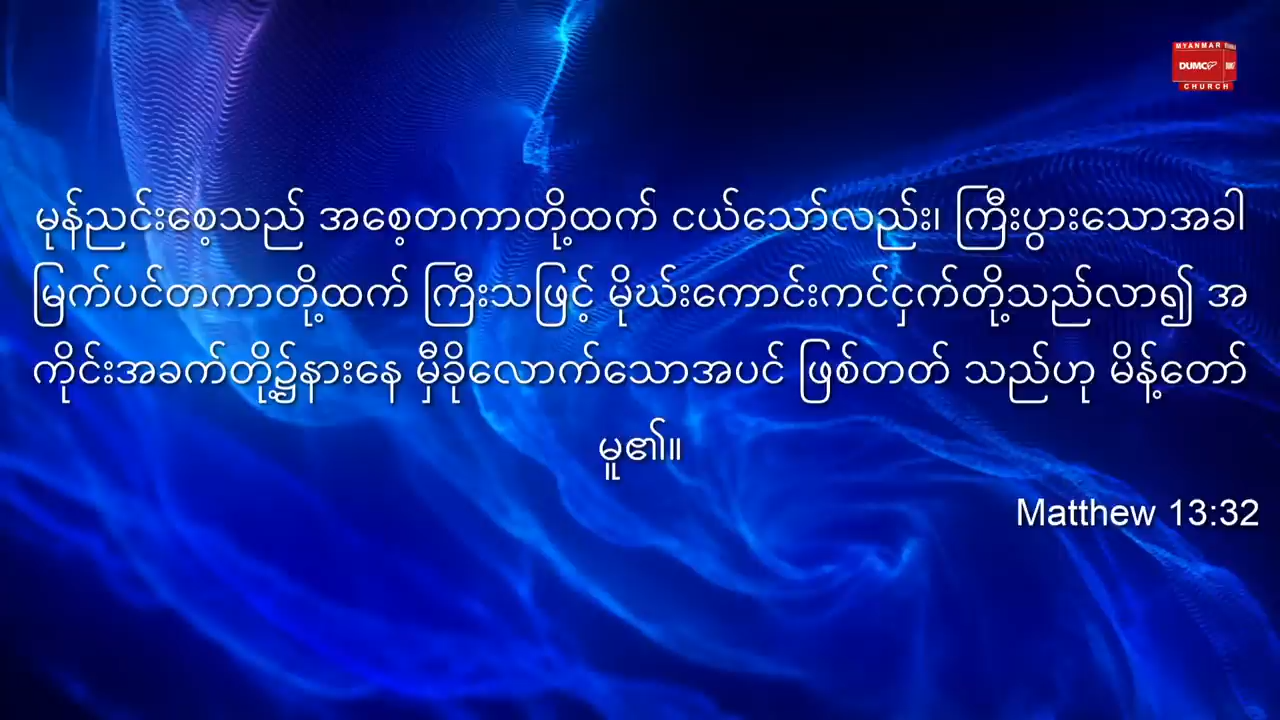 MYANMAR
DUMC
CHURCH
မုန်ညင်းစေ့သည် အစေ့တကာတို့ထက် ငယ်သော်လည်း၊ ကြီးပွားသောအခါ
မြက်ပင်တကာတို့ထက် ကြီးသဖြင့် မိုဃ်းကောင်းကင်ငှက်တို့သည်လာ၍ အ
ကိုင်းအခက်တို့၌နားနေ မှီခိုလောက်သောအပင် ဖြစ်တတ် သည်ဟု မိန့်တော်
မူ၏။
Matthew 13:32